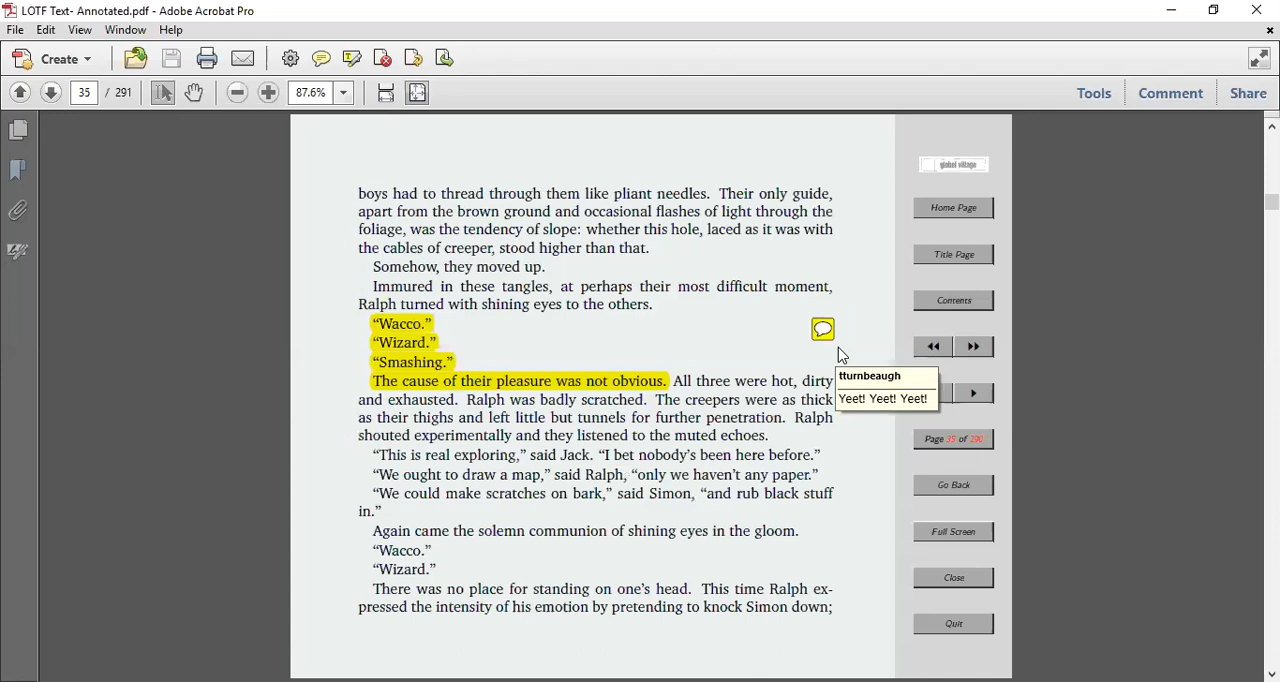 LOTF Text- Annotated.pdf - Adobe Acrobat Pro
File Edit View Window Help
Create
35 / 291 87.6% Tools Comment Share
global village
boys had to thread through them like pliant needles. Their only guide,
apart from the brown ground and occasional flashes of light through the
foliage, was the tendency of slope: whether this hole, laced as it was with
the cables of creeper, stood higher than that.
Somehow, they moved up.
Immured in these tangles, at perhaps their most difficult moment,
Ralph turned with shining eyes to the others.
“Wacco.”
“Wizard.”
“Smashing.”
The cause of their pleasure was not obvious. All three were hot, dirty
and exhausted. Ralph was badly scratched. The creepers were as thick
as their thighs and left little but tunnels for further penetration. Ralph
shouted experimentally and they listened to the muted echoes.
“This is real exploring,” said Jack. “I bet nobody’s been here before.”
“We ought to draw a map,” said Ralph, “only we haven’t any paper.”
“We could make scratches on bark,” said Simon, “and rub black stuff
in.”
Again came the solemn communion of shining eyes in the gloom.
“Wacco.”
“Wizard.”
There was no place for standing on one’s head. This time Ralph ex-
pressed the intensity of his emotion by pretending to knock Simon down;
tturnbeaugh
Yeet! Yeet! Yeet!
Home Page
Title Page
Contents
Page 35 of 290
Go Back
Full Screen
Close
Quit